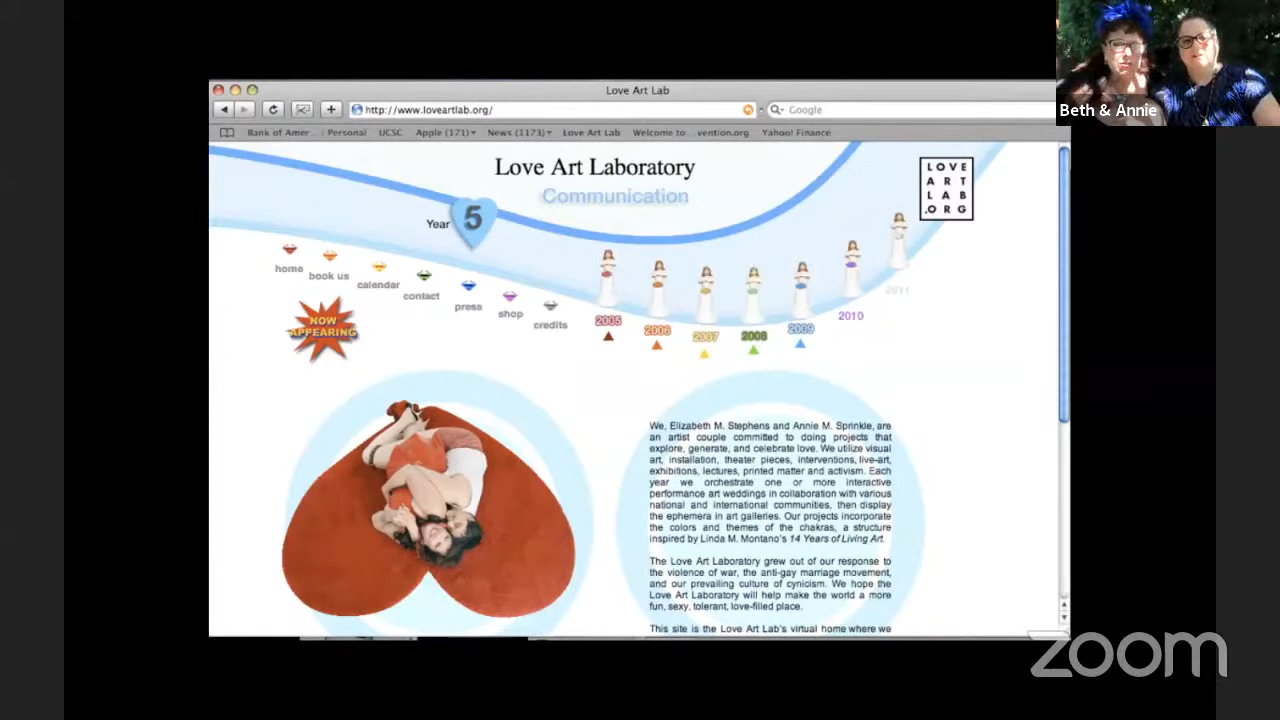 Love Art Lab
http://www.loveartlab.org/
Google
Bank of Amer... Personal UCSC Apple (171)▾ News (1173)▾ Love Art Lab Welcome to ...vention.org Yahoo! Finance
Beth & Annie
Love Art Laboratory
Communication
Year 5
LOVE
ART
LAB
.ORG
home
book us
calendar
contact
press
shop
credits
NOW
APPEARING
2005
2006
2007
2008
2009
2010
2011
We, Elizabeth M. Stephens and Annie M. Sprinkle, are
an artist couple committed to doing projects that
explore, generate, and celebrate love. We utilize visual
art, installation, theater pieces, interventions, live-art,
exhibitions, lectures, printed matter and activism. Each
year we orchestrate one or more interactive
performance art weddings in collaboration with various
national and international communities, then display
the ephemera in art galleries. Our projects incorporate
the colors and themes of the chakras, a structure
inspired by Linda M. Montano's 14 Years of Living Art.
The Love Art Laboratory grew out of our response to
the violence of war, the anti-gay marriage movement,
and our prevailing culture of cynicism. We hope the
Love Art Laboratory will help make the world a more
fun, sexy, tolerant, love-filled place.
This site is the Love Art Lab's virtual home where we
zoom